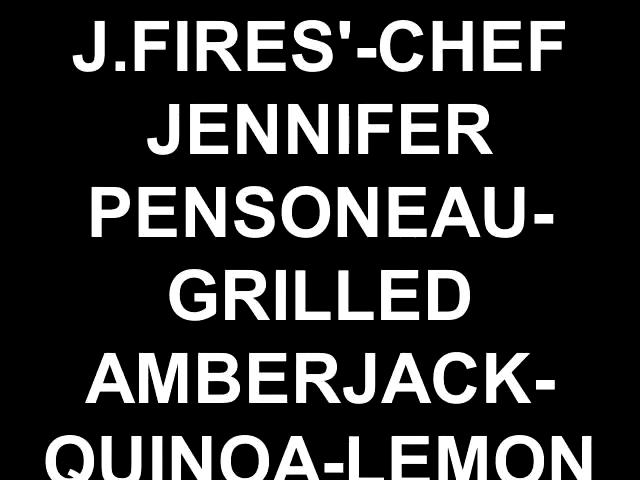 J.FIRES'-CHEF
JENNIFER
PENSONEAU-
GRILLED
AMBERJACK-
QUINOA-LEMON